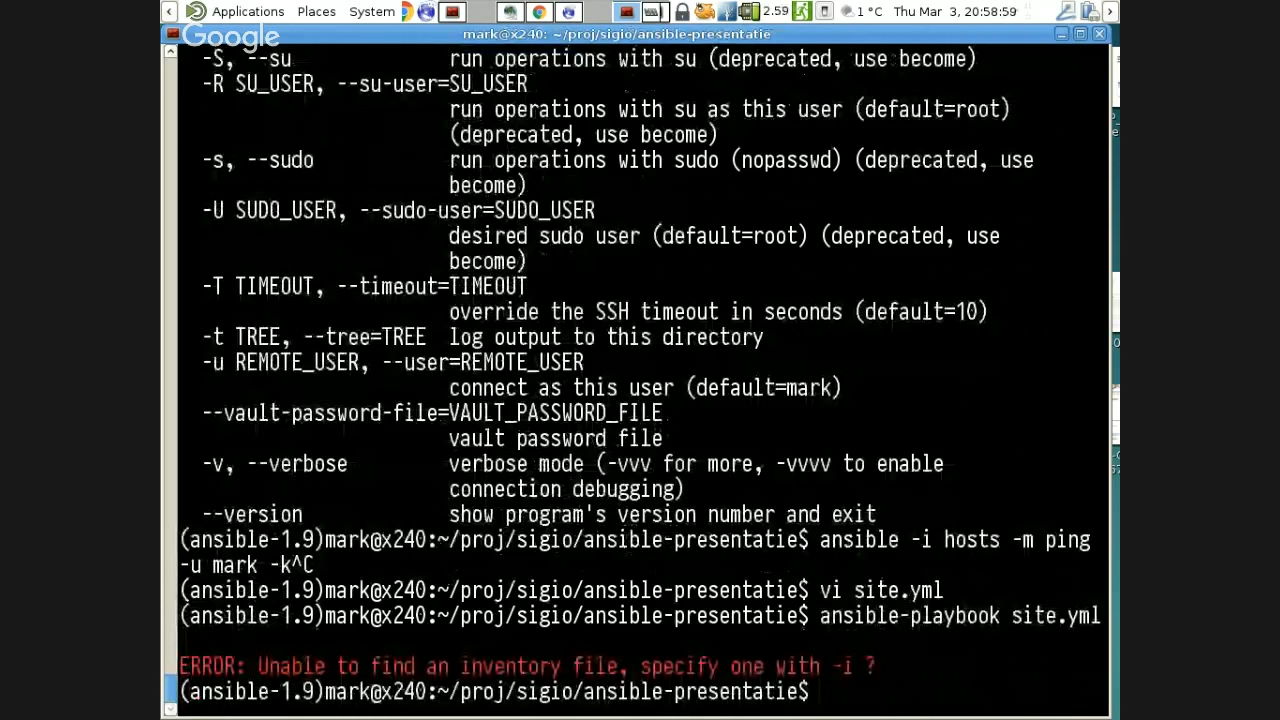 Applications Places System 2.59 1 °C Thu Mar 3, 20:58:59
Google
mark@x240: ~/proj/sigio/ansible-presentatie
-S, --su run operations with su (deprecated, use become)
-R SU_USER, --su-user=SU_USER
run operations with su as this user (default=root)
(deprecated, use become)
-s, --sudo run operations with sudo (nopasswd) (deprecated, use
become)
-U SUDO_USER, --sudo-user=SUDO_USER
desired sudo user (default=root) (deprecated, use
become)
-T TIMEOUT, --timeout=TIMEOUT
override the SSH timeout in seconds (default=10)
-t TREE, --tree=TREE log output to this directory
-u REMOTE_USER, --user=REMOTE_USER
connect as this user (default=mark)
--vault-password-file=VAULT_PASSWORD_FILE
vault password file
-v, --verbose verbose mode (-vvv for more, -vvvv to enable
connection debugging)
--version show program's version number and exit
(ansible-1.9)mark@x240:~/proj/sigio/ansible-presentatie$ ansible -i hosts -m ping
-u mark -k^C
(ansible-1.9)mark@x240:~/proj/sigio/ansible-presentatie$ vi site.yml
(ansible-1.9)mark@x240:~/proj/sigio/ansible-presentatie$ ansible-playbook site.yml
ERROR: Unable to find an inventory file, specify one with -i ?
(ansible-1.9)mark@x240:~/proj/sigio/ansible-presentatie$